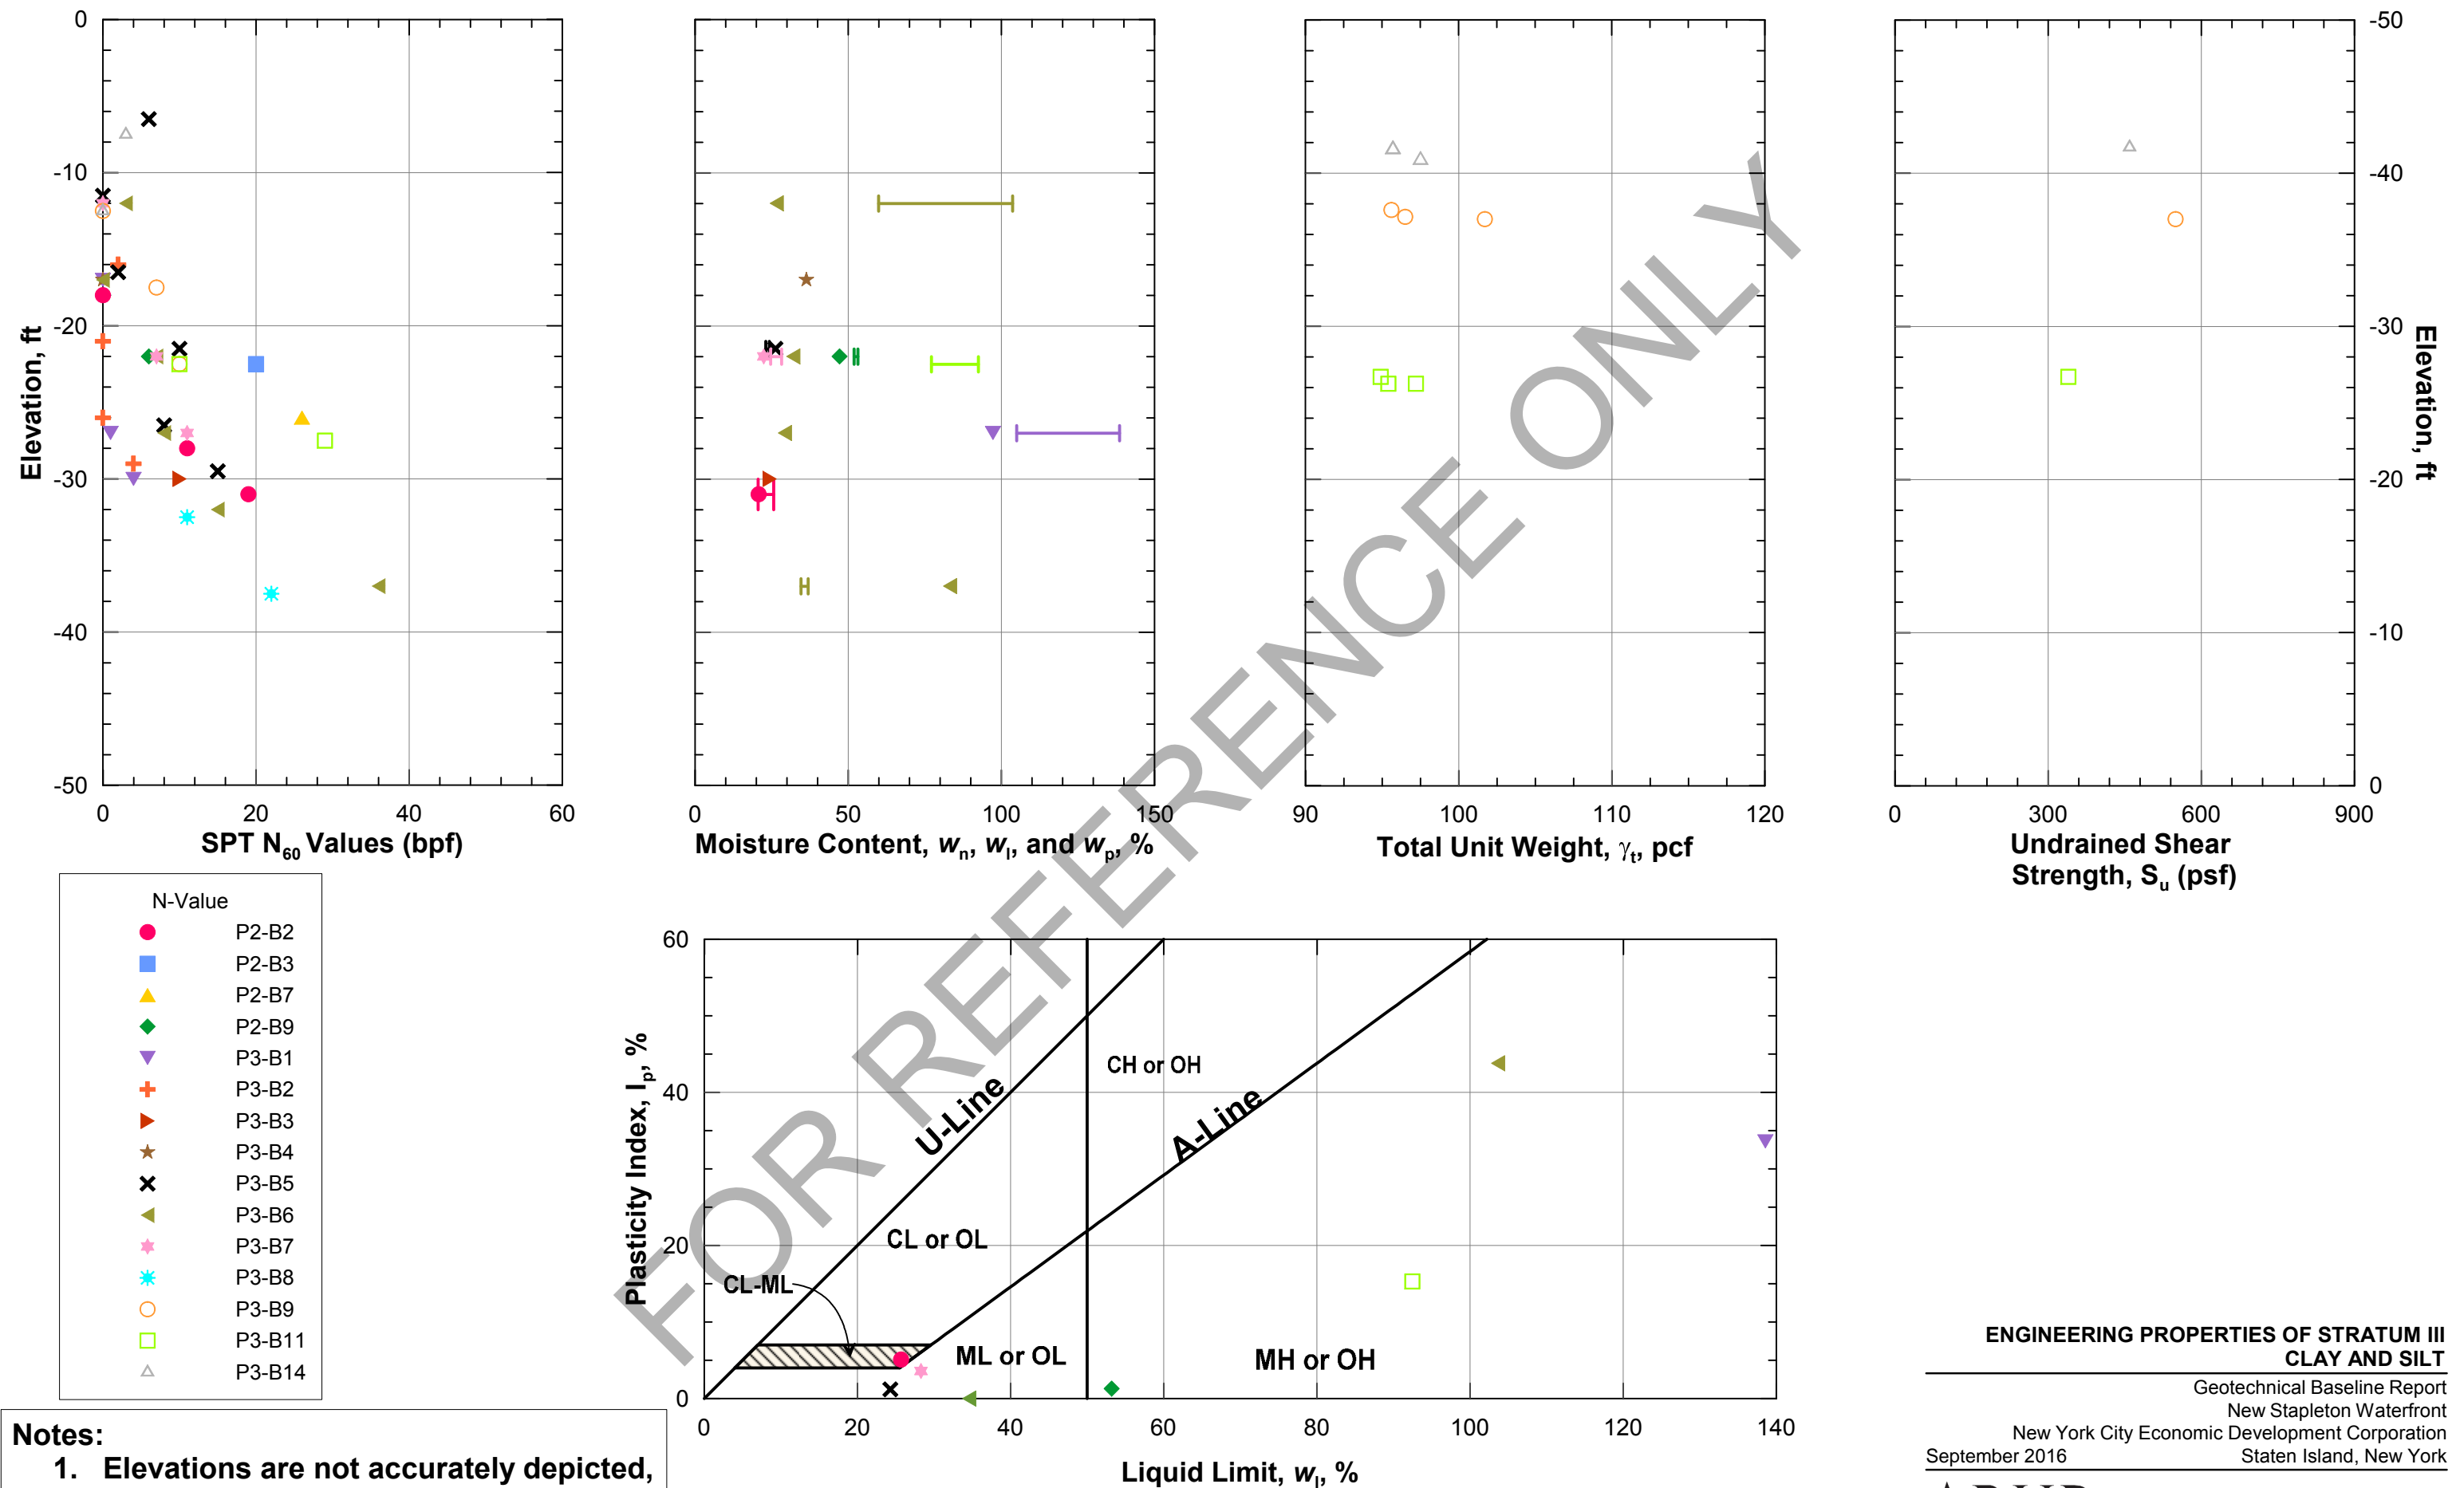 0
-10
-20
-30
-40
-50
Elevation, ft
0 20 40 60
SPT N60 Values (bpf)
0 50 100 150
Moisture Content, wn, wl, and wp, %
90 100 110 120
Total Unit Weight, γt, pcf
0 300 600 900
Undrained Shear
Strength, Su (psf)
-50
-40
-30
-20
-10
0
Elevation, ft
FOR REFERENCE ONLY
N-Value
P2-B2
P2-B3
P2-B7
P2-B9
P3-B1
P3-B2
P3-B3
P3-B4
P3-B5
P3-B6
P3-B7
P3-B8
P3-B9
P3-B11
P3-B14
60
40
20
0
Plasticity Index, Ip, %
U-Line
A-Line
CH or OH
CL or OL
CL-ML
ML or OL
MH or OH
0 20 40 60 80 100 120 140
Liquid Limit, wl, %
Notes:
1. Elevations are not accurately depicted,
ENGINEERING PROPERTIES OF STRATUM III
CLAY AND SILT
Geotechnical Baseline Report
New Stapleton Waterfront
New York City Economic Development Corporation
September 2016 Staten Island, New York